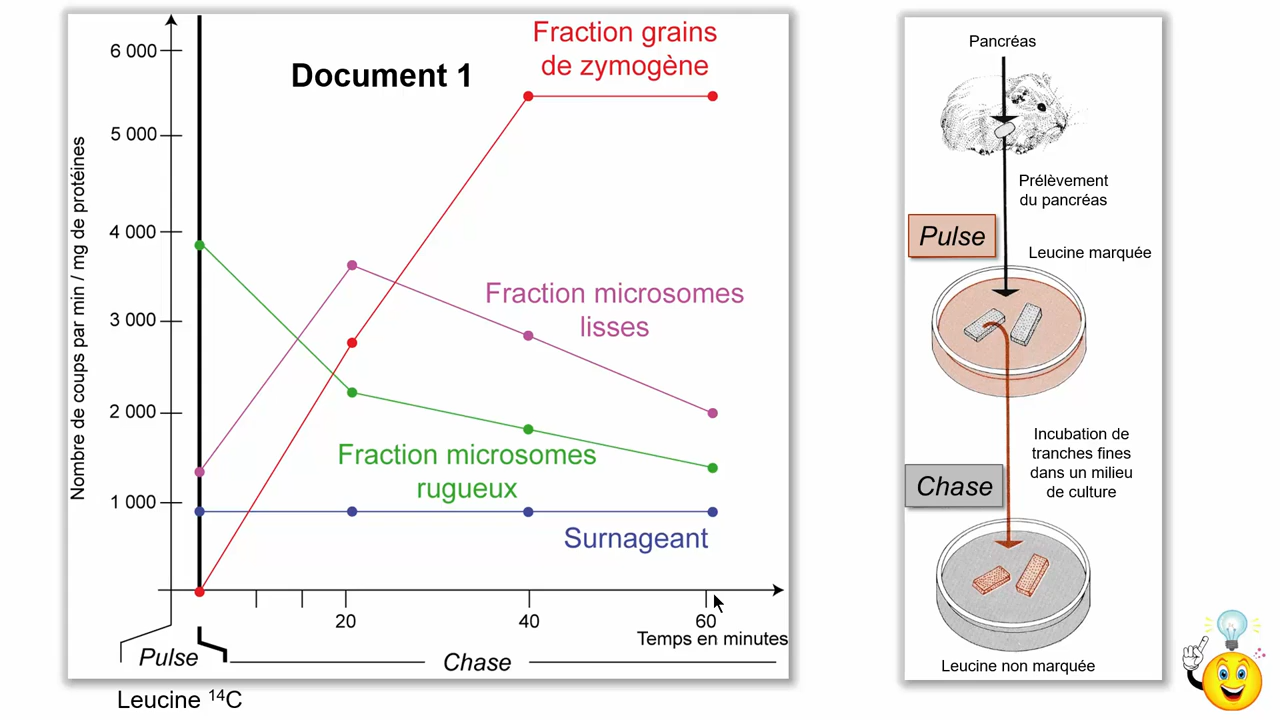 Fraction grains
de zymogène
Document 1
Nombre de coups par min / mg de protéines
6 000
5 000
4 000
3 000
2 000
1 000
Fraction microsomes
lisses
Fraction microsomes
rugueux
Surnageant
20
40
60
Temps en minutes
Pulse
Chase
Leucine ¹⁴C
Pancréas
Prélèvement
du pancréas
Pulse
Leucine marquée
Incubation de
tranches fines
dans un milieu
de culture
Chase
Leucine non marquée